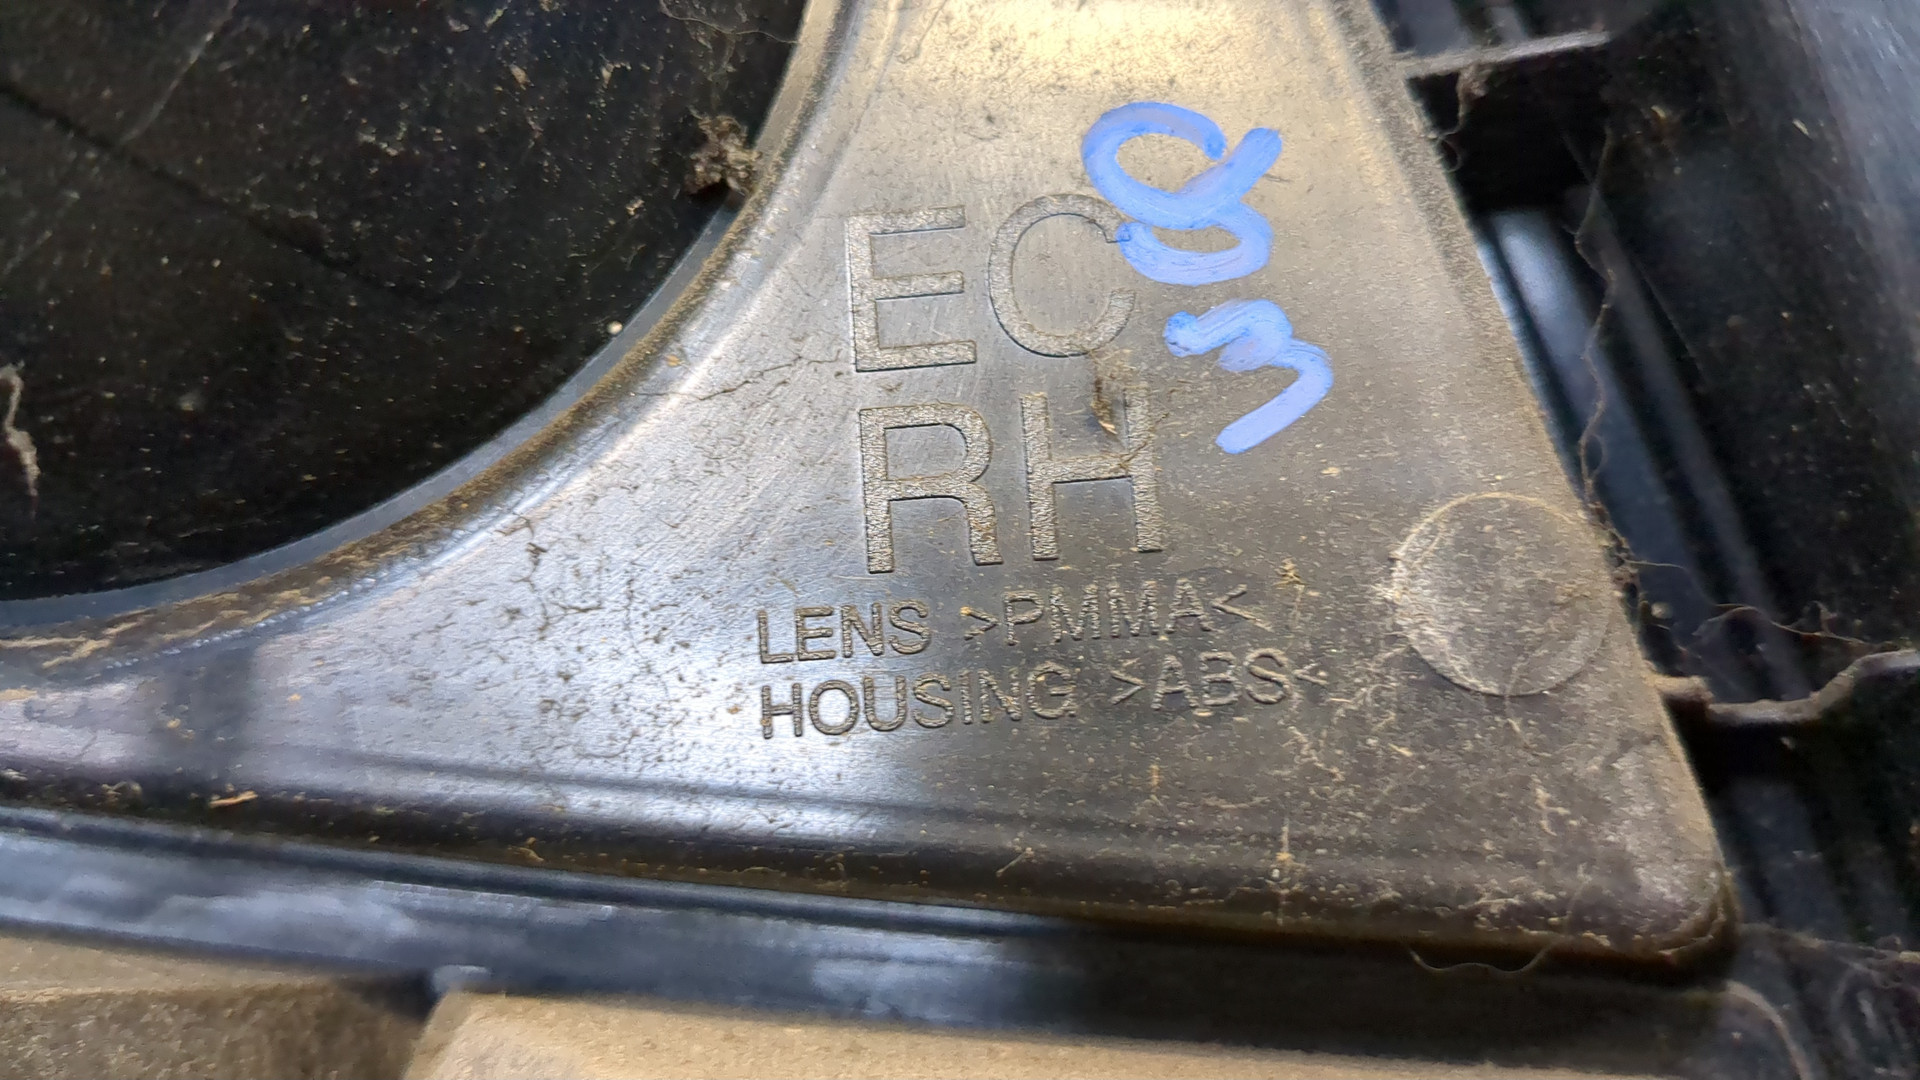 EC
RH
LENS >PMMA<
HOUSING >ABS<